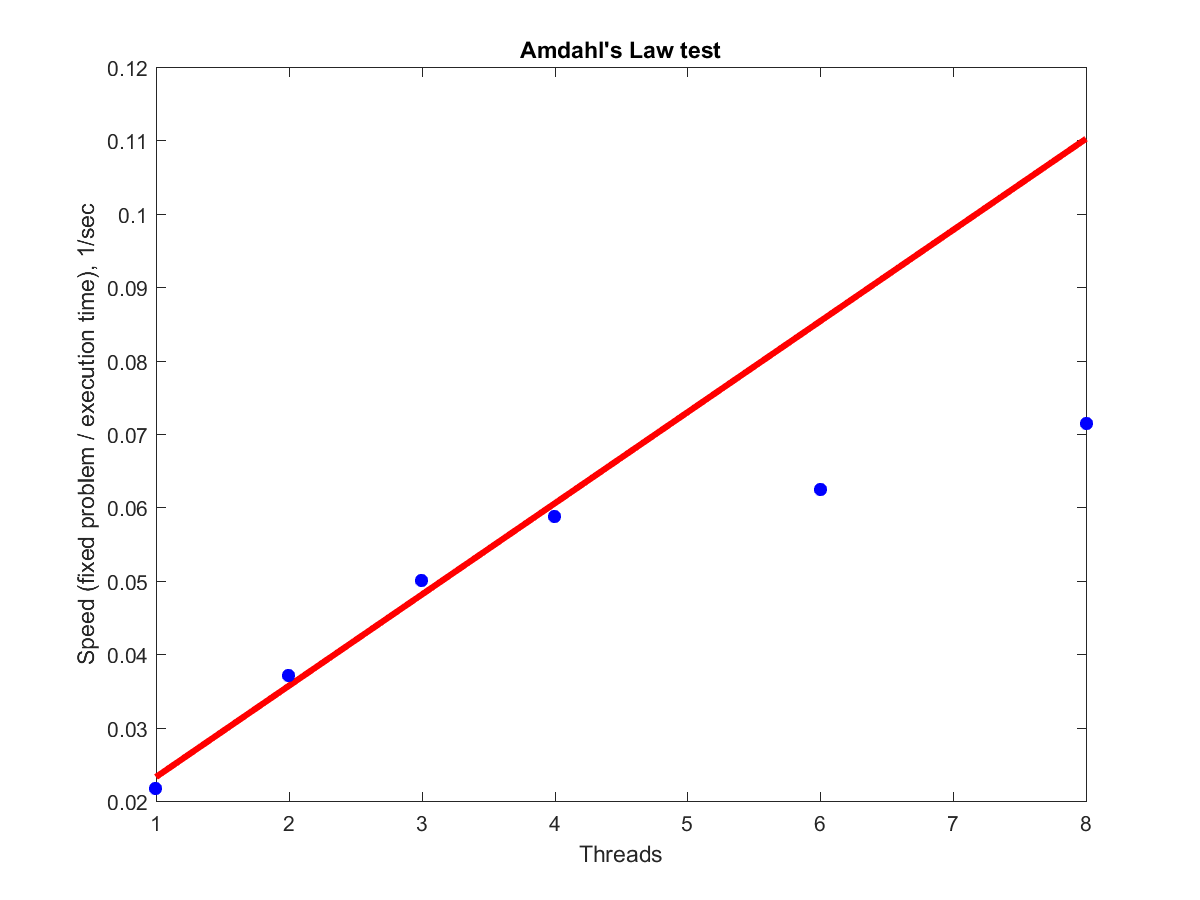 Amdahl's Law test
0.12
0.11
0.1
0.09
0.08
0.07
0.06
0.05
0.04
0.03
0.02
Speed (fixed problem / execution time), 1/sec
1 2 3 4 5 6 7 8
Threads